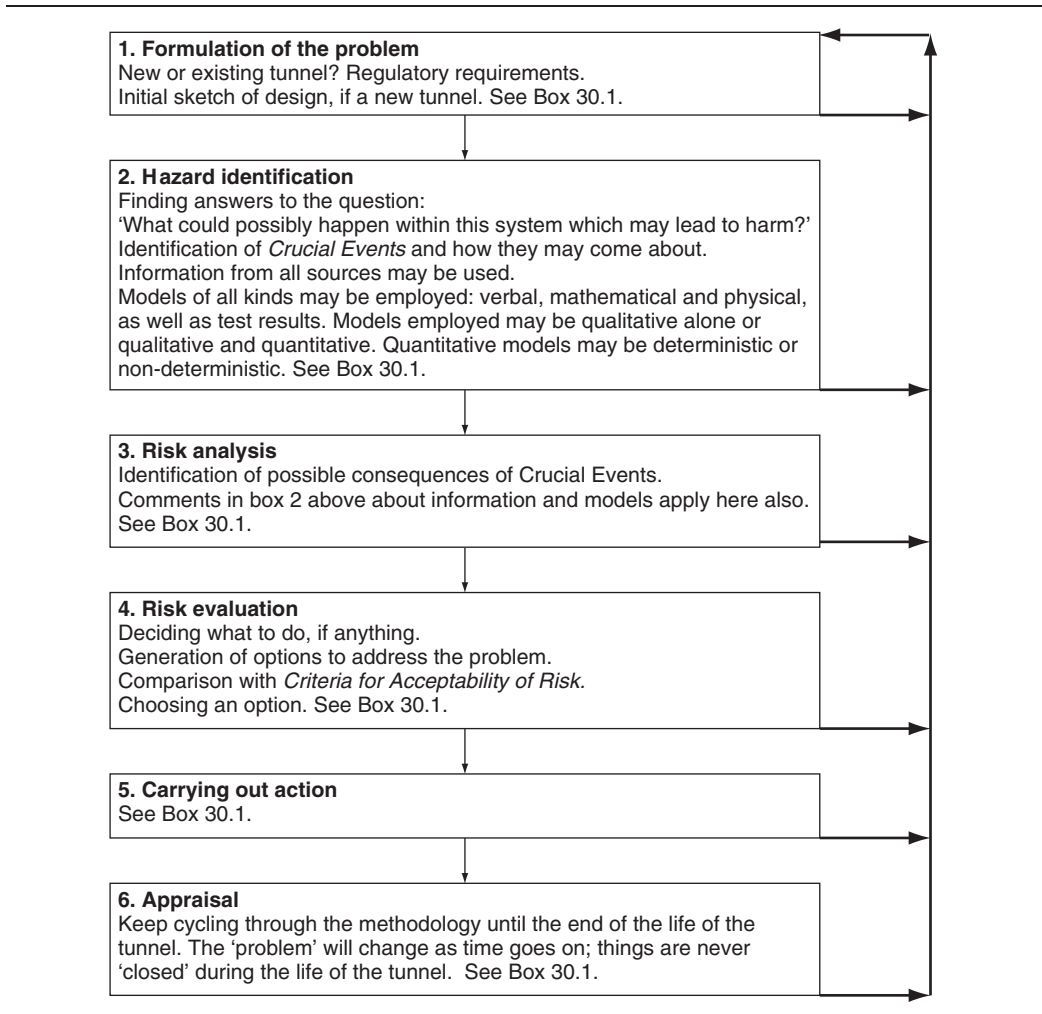 1. Formulation of the problem
New or existing tunnel? Regulatory requirements.
Initial sketch of design, if a new tunnel. See Box 30.1.
2. Hazard identification
Finding answers to the question:
‘What could possibly happen within this system which may lead to harm?’
Identification of Crucial Events and how they may come about.
Information from all sources may be used.
Models of all kinds may be employed: verbal, mathematical and physical,
as well as test results. Models employed may be qualitative alone or
qualitative and quantitative. Quantitative models may be deterministic or
non-deterministic. See Box 30.1.
3. Risk analysis
Identification of possible consequences of Crucial Events.
Comments in box 2 above about information and models apply here also.
See Box 30.1.
4. Risk evaluation
Deciding what to do, if anything.
Generation of options to address the problem.
Comparison with Criteria for Acceptability of Risk.
Choosing an option. See Box 30.1.
5. Carrying out action
See Box 30.1.
6. Appraisal
Keep cycling through the methodology until the end of the life of the
tunnel. The ‘problem’ will change as time goes on; things are never
‘closed’ during the life of the tunnel. See Box 30.1.